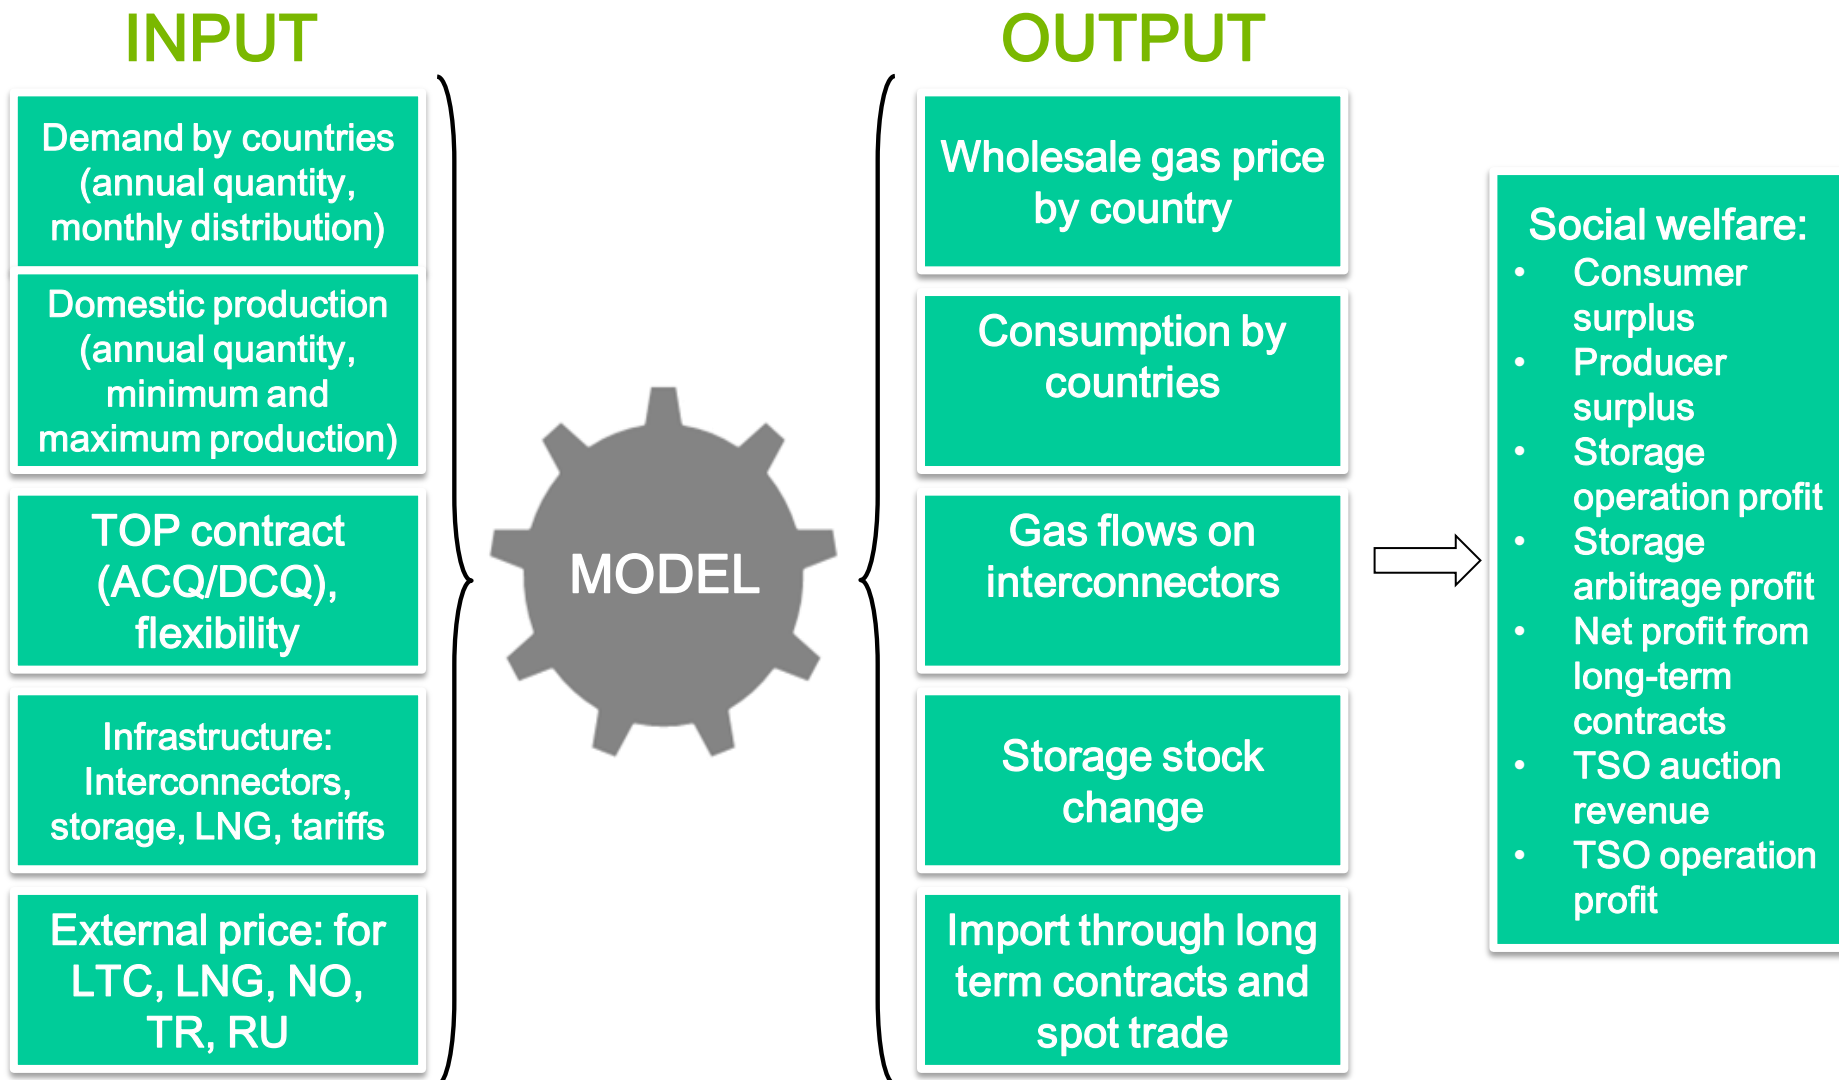 INPUT
Demand by countries
(annual quantity,
monthly distribution)
Domestic production
(annual quantity,
minimum and
maximum production)
TOP contract
(ACQ/DCQ),
flexibility
Infrastructure:
Interconnectors,
storage, LNG, tariffs
External price: for
LTC, LNG, NO,
TR, RU
MODEL
OUTPUT
Wholesale gas price
by country
Consumption by
countries
Gas flows on
interconnectors
Storage stock
change
Import through long
term contracts and
spot trade
Social welfare:
• Consumer
surplus
• Producer
surplus
• Storage
operation profit
• Storage
arbitrage profit
• Net profit from
long-term
contracts
• TSO auction
revenue
• TSO operation
profit